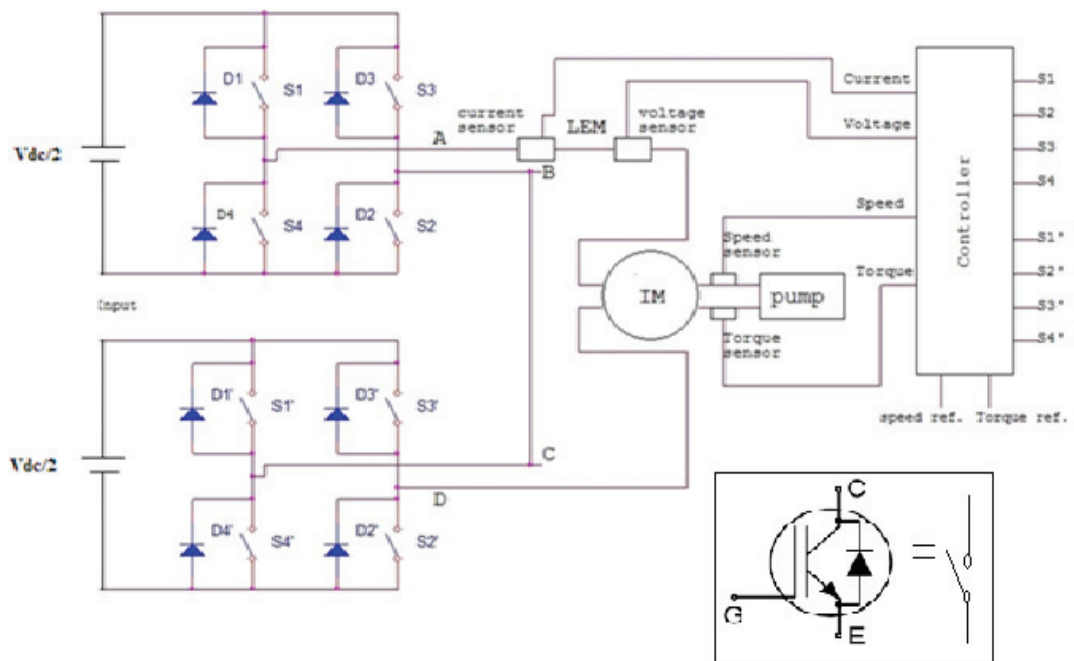 D1
S1
D3
S3
Vdc/2
D4
S4
D2
S2
A
current
sensor
LEM
voltage
sensor
B
Current
Voltage
Speed
Torque
Controller
S1
S2
S3
S4
S1"
S2"
S3"
S4"
Speed
sensor
IM
pump
Torque
sensor
speed ref.
Torque ref.
Input
D1'
S1'
D3'
S3'
Vdc/2
D4'
S4'
D2'
S2'
C
D
C
G
E
=